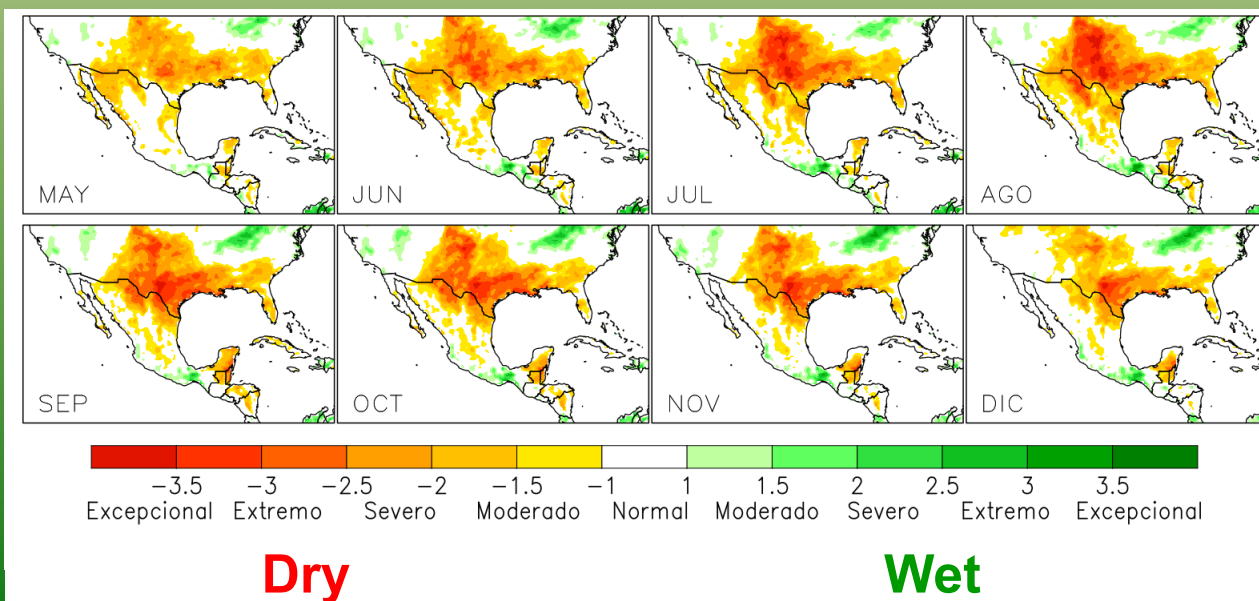 MAY JUN JUL AGO
SEP OCT NOV DIC
−3.5 −3 −2.5 −2 −1.5 −1 1 1.5 2 2.5 3 3.5
Excepcional Extremo Severo Moderado Normal Moderado Severo Extremo Excepcional
Dry Wet